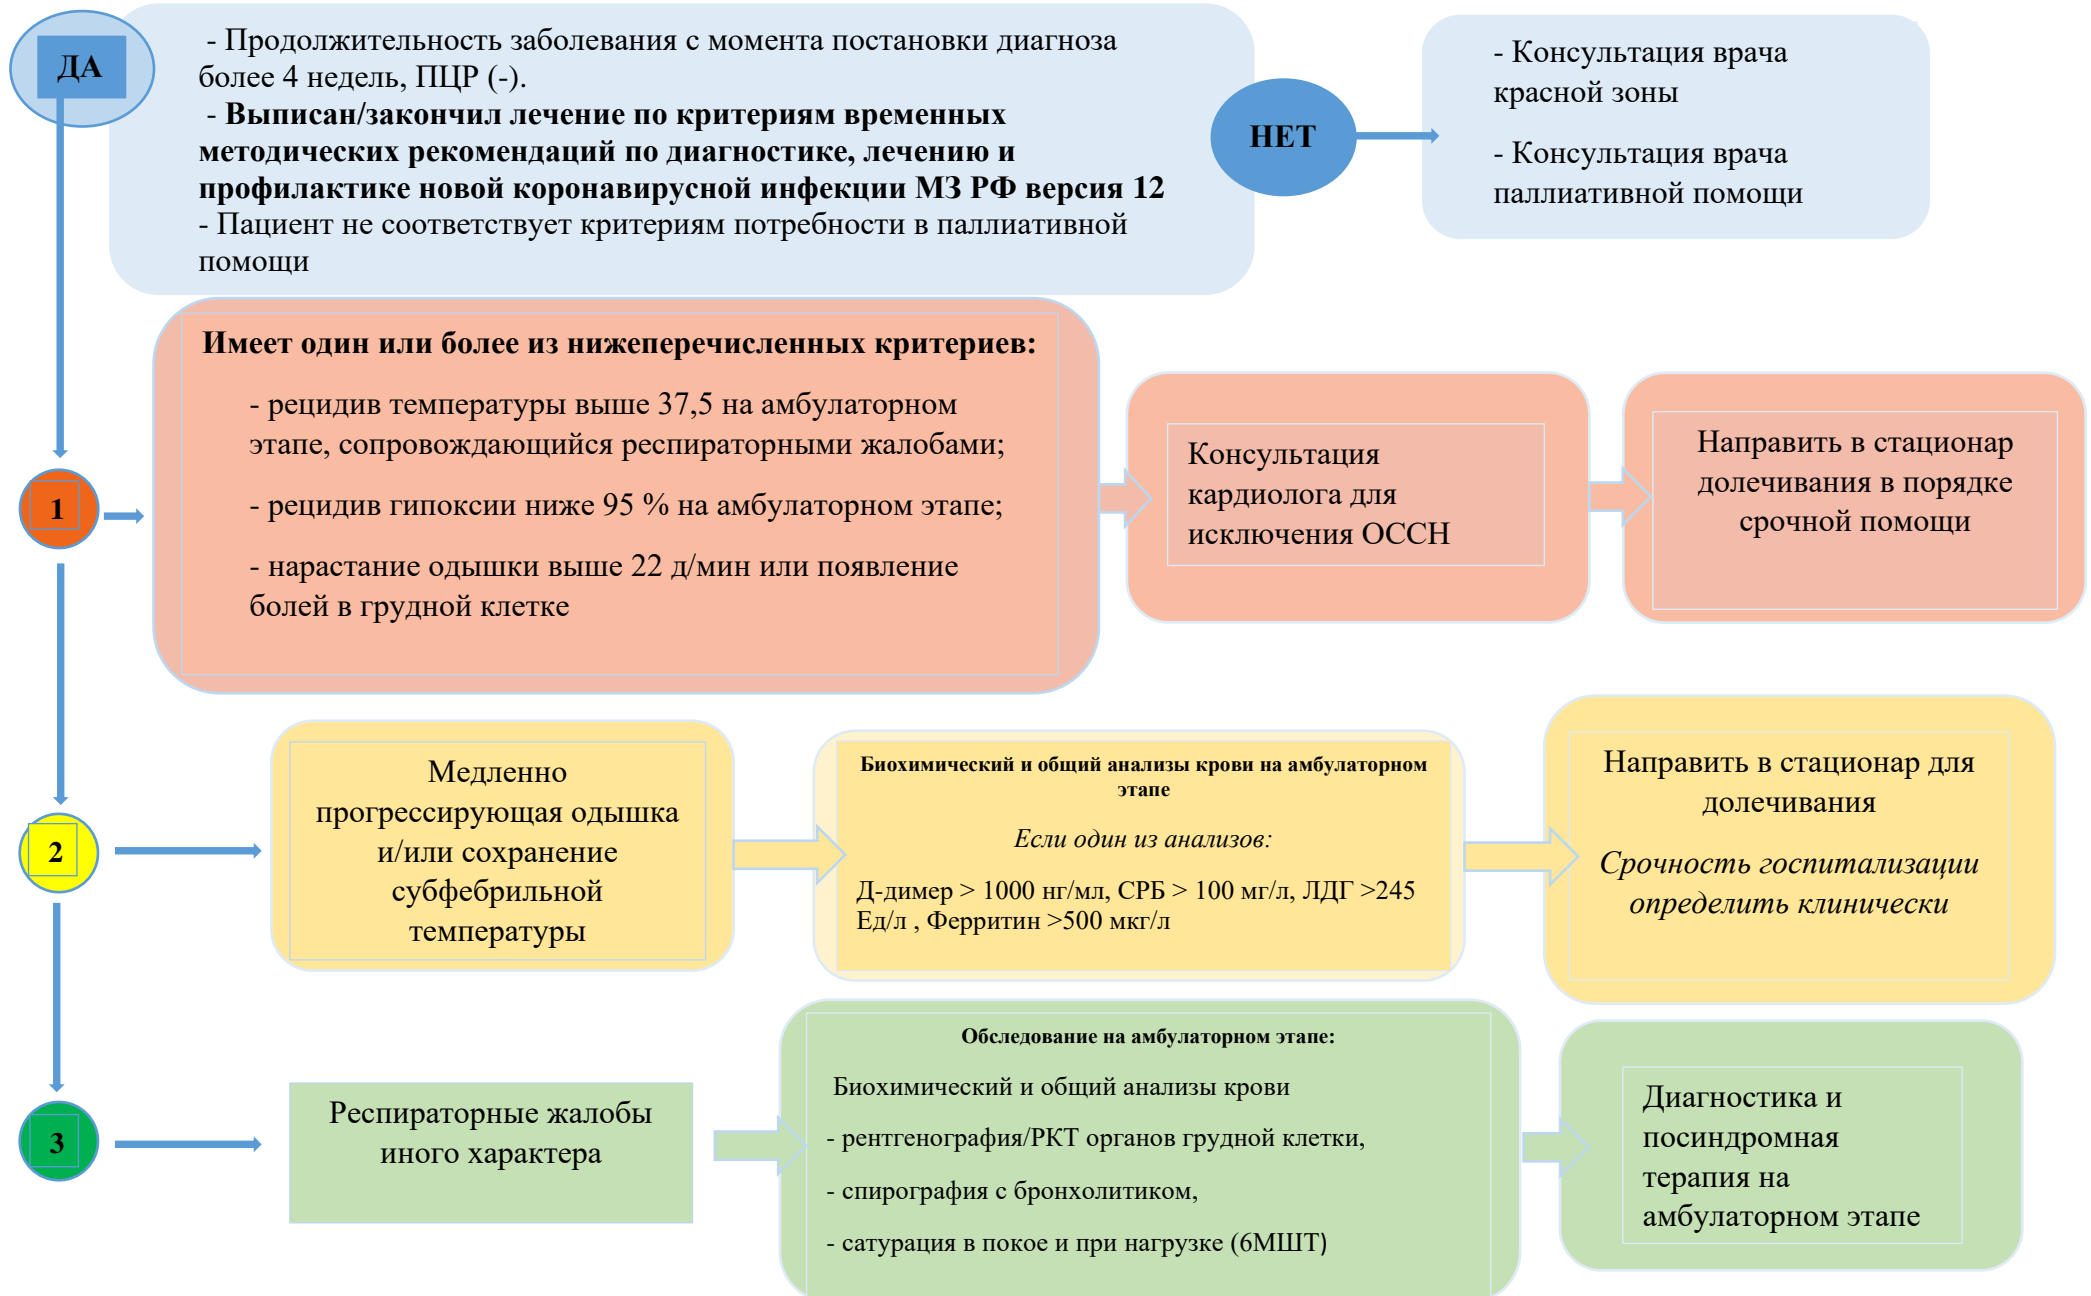 ДА
- Продолжительность заболевания с момента постановки диагноза
более 4 недель, ПЦР (-).
- Выписан/закончил лечение по критериям временных
методических рекомендаций по диагностике, лечению и
профилактике новой коронавирусной инфекции МЗ РФ версия 12
- Пациент не соответствует критериям потребности в паллиативной
помощи
НЕТ
- Консультация врача
красной зоны
- Консультация врача
паллиативной помощи
1
Имеет один или более из нижеперечисленных критериев:
- рецидив температуры выше 37,5 на амбулаторном
этапе, сопровождающийся респираторными жалобами;
- рецидив гипоксии ниже 95 % на амбулаторном этапе;
- нарастание одышки выше 22 д/мин или появление
болей в грудной клетке
Консультация
кардиолога для
исключения ОССН
Направить в стационар
долечивания в порядке
срочной помощи
2
Медленно
прогрессирующая одышка
и/или сохранение
субфебрильной
температуры
Биохимический и общий анализы крови на амбулаторном
этапе
Если один из анализов:
Д-димер > 1000 нг/мл, СРБ > 100 мг/л, ЛДГ >245
Ед/л , Ферритин >500 мкг/л
Направить в стационар для
долечивания
Срочность госпитализации
определить клинически
3
Респираторные жалобы
иного характера
Обследование на амбулаторном этапе:
Биохимический и общий анализы крови
- рентгенография/РКТ органов грудной клетки,
- спирография с бронхолитиком,
- сатурация в покое и при нагрузке (6МШТ)
Диагностика и
посиндромная
терапия на
амбулаторном этапе